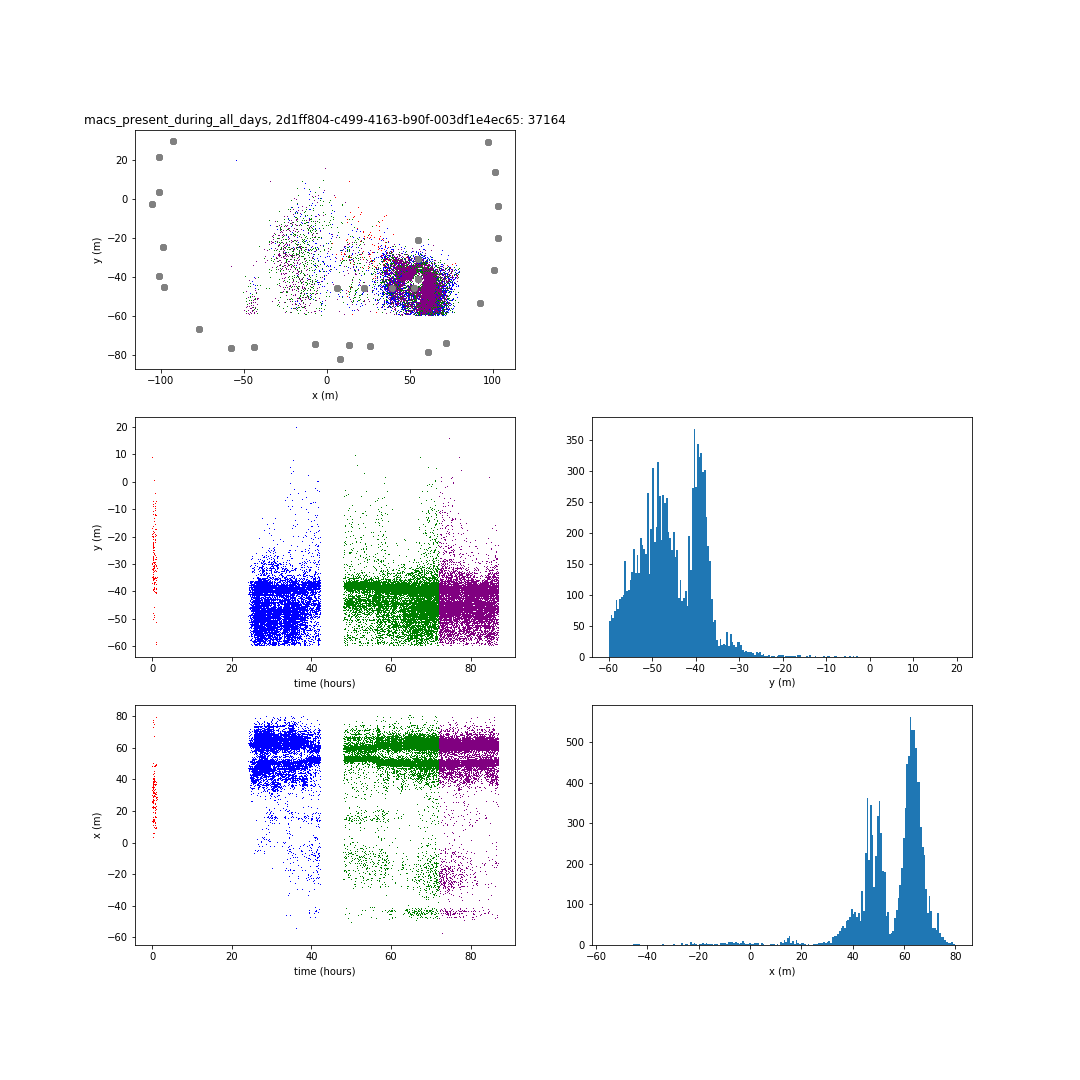 macs_present_during_all_days, 2d1ff804-c499-4163-b90f-003df1e4ec65: 37164
20
0
−20
−40
−60
−80
y (m)
−100 −50 0 50 100
x (m)
20
10
0
−10
−20
−30
−40
−50
−60
y (m)
0 20 40 60 80
time (hours)
350
300
250
200
150
100
50
0
−60 −50 −40 −30 −20 −10 0 10 20
y (m)
80
60
40
20
0
−20
−40
−60
x (m)
0 20 40 60 80
time (hours)
500
400
300
200
100
0
−60 −40 −20 0 20 40 60 80
x (m)